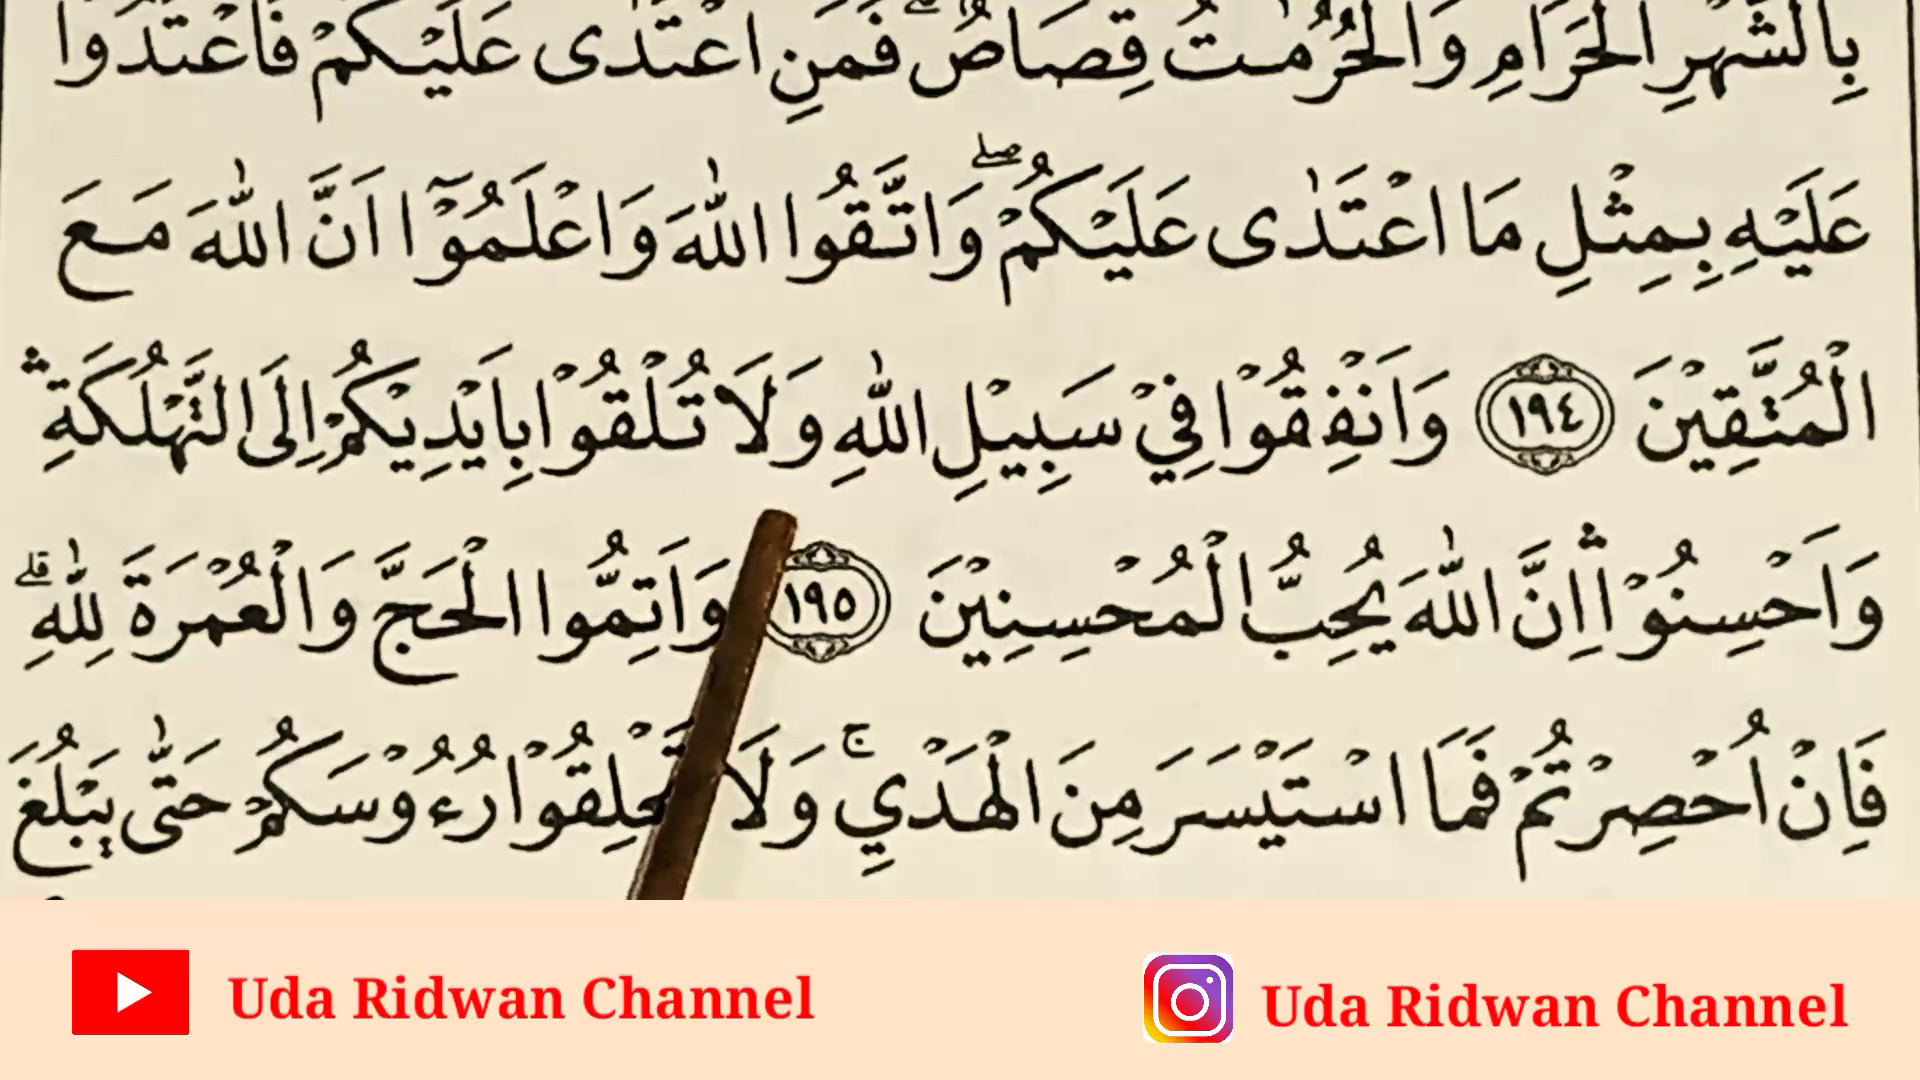 بِالشَّهْرِ الْحَرَامِ وَالْحُرُمٰتُ قِصَاصٌۗ فَمَنِ اعْتَدٰى عَلَيْكُمْ فَاعْتَدُوْا
عَلَيْهِ بِمِثْلِ مَا اعْتَدٰى عَلَيْكُمْ ۖ وَاتَّقُوا اللّٰهَ وَاعْلَمُوْٓا اَنَّ اللّٰهَ مَعَ
الْمُتَّقِيْنَ ١٩٤ وَاَنْفِقُوْا فِيْ سَبِيْلِ اللّٰهِ وَلَا تُلْقُوْا بِاَيْدِيْكُمْ اِلَى التَّهْلُكَةِ ۛ
وَاَحْسِنُوْا ۛ اِنَّ اللّٰهَ يُحِبُّ الْمُحْسِنِيْنَ ١٩٥ وَاَتِمُّوا الْحَجَّ وَالْعُمْرَةَ لِلّٰهِ ۗ
فَاِنْ اُحْصِرْتُمْ فَمَا اسْتَيْسَرَ مِنَ الْهَدْيِ ۚ وَلَا تَحْلِقُوْا رُءُوْسَكُمْ حَتّٰى يَبْلُغَ
Uda Ridwan Channel
Uda Ridwan Channel